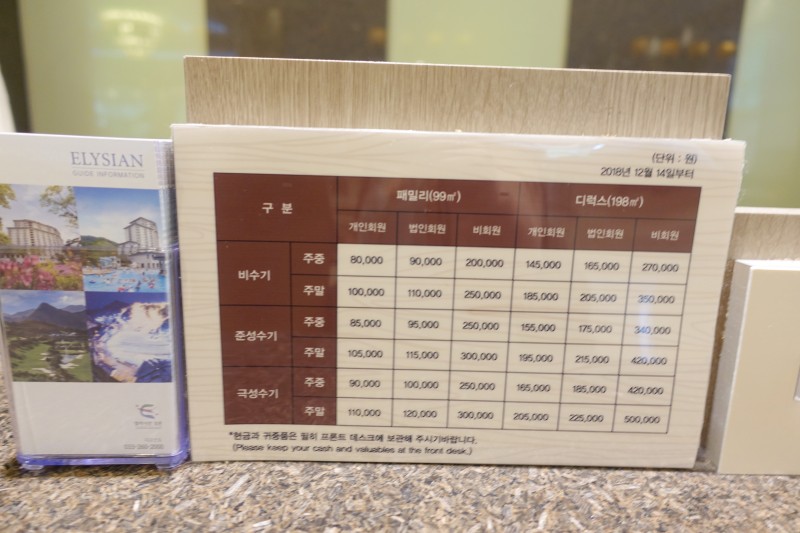 ELYSIAN
GUIDE INFORMATION
(단위 : 원)
2018년 12월 14일부터
구 분 패밀리(99㎡) 디럭스(198㎡)
개인회원 법인회원 비회원 개인회원 법인회원 비회원
비수기 주중 80,000 90,000 200,000 145,000 165,000 270,000
주말 100,000 110,000 250,000 185,000 205,000 350,000
준성수기 주중 85,000 95,000 250,000 155,000 175,000 340,000
주말 105,000 115,000 300,000 195,000 215,000 420,000
극성수기 주중 90,000 100,000 250,000 165,000 185,000 420,000
주말 110,000 120,000 300,000 205,000 225,000 500,000
*현금과 귀중품은 필히 프론트 데스크에 보관해 주시기바랍니다.
(Please keep your cash and valuables at the front desk.)